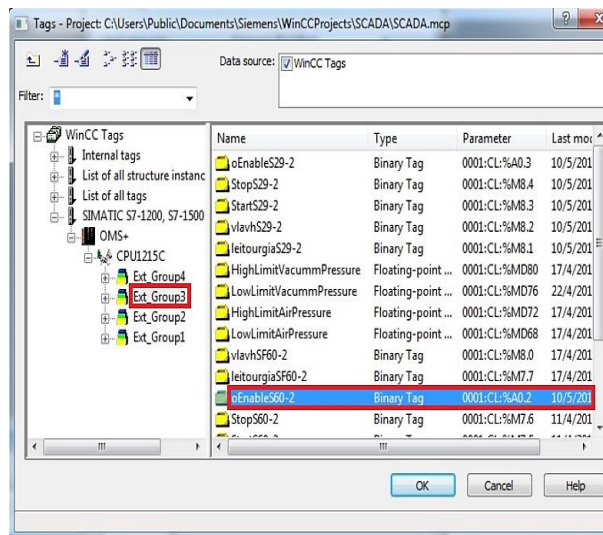 Tags - Project: C:\Users\Public\Documents\Siemens\WinCCProjects\SCADA\SCADA.mcp
Data source: WinCC Tags
Filter: *
WinCC Tags
Internal tags
List of all structure instanc
List of all tags
SIMATIC S7-1200, S7-1500
OMS+
CPU1215C
Ext_Group4
Ext_Group3
Ext_Group2
Ext_Group1
Name Type Parameter Last moc
oEnableS29-2 Binary Tag 0001:CL:%A0.3 10/5/201
StopS29-2 Binary Tag 0001:CL:%M8.4 10/5/201
StartS29-2 Binary Tag 0001:CL:%M8.3 10/5/201
vlavhS29-2 Binary Tag 0001:CL:%M8.2 10/5/201
leitourgiaS29-2 Binary Tag 0001:CL:%M8.1 10/5/201
HighLimitVacummPressure Floating-point ... 0001:CL:%MD80 17/4/201
LowLimitVacummPressure Floating-point ... 0001:CL:%MD76 22/4/201
HighLimitAirPressure Floating-point ... 0001:CL:%MD72 17/4/201
LowLimitAirPressure Floating-point ... 0001:CL:%MD68 17/4/201
vlavhSF60-2 Binary Tag 0001:CL:%M8.0 17/4/201
leitourgiaSF60-2 Binary Tag 0001:CL:%M7.7 17/4/201
oEnableS60-2 Binary Tag 0001:CL:%A0.2 10/5/201
StopS60-2 Binary Tag 0001:CL:%M7.6 11/4/201
OK Cancel Help